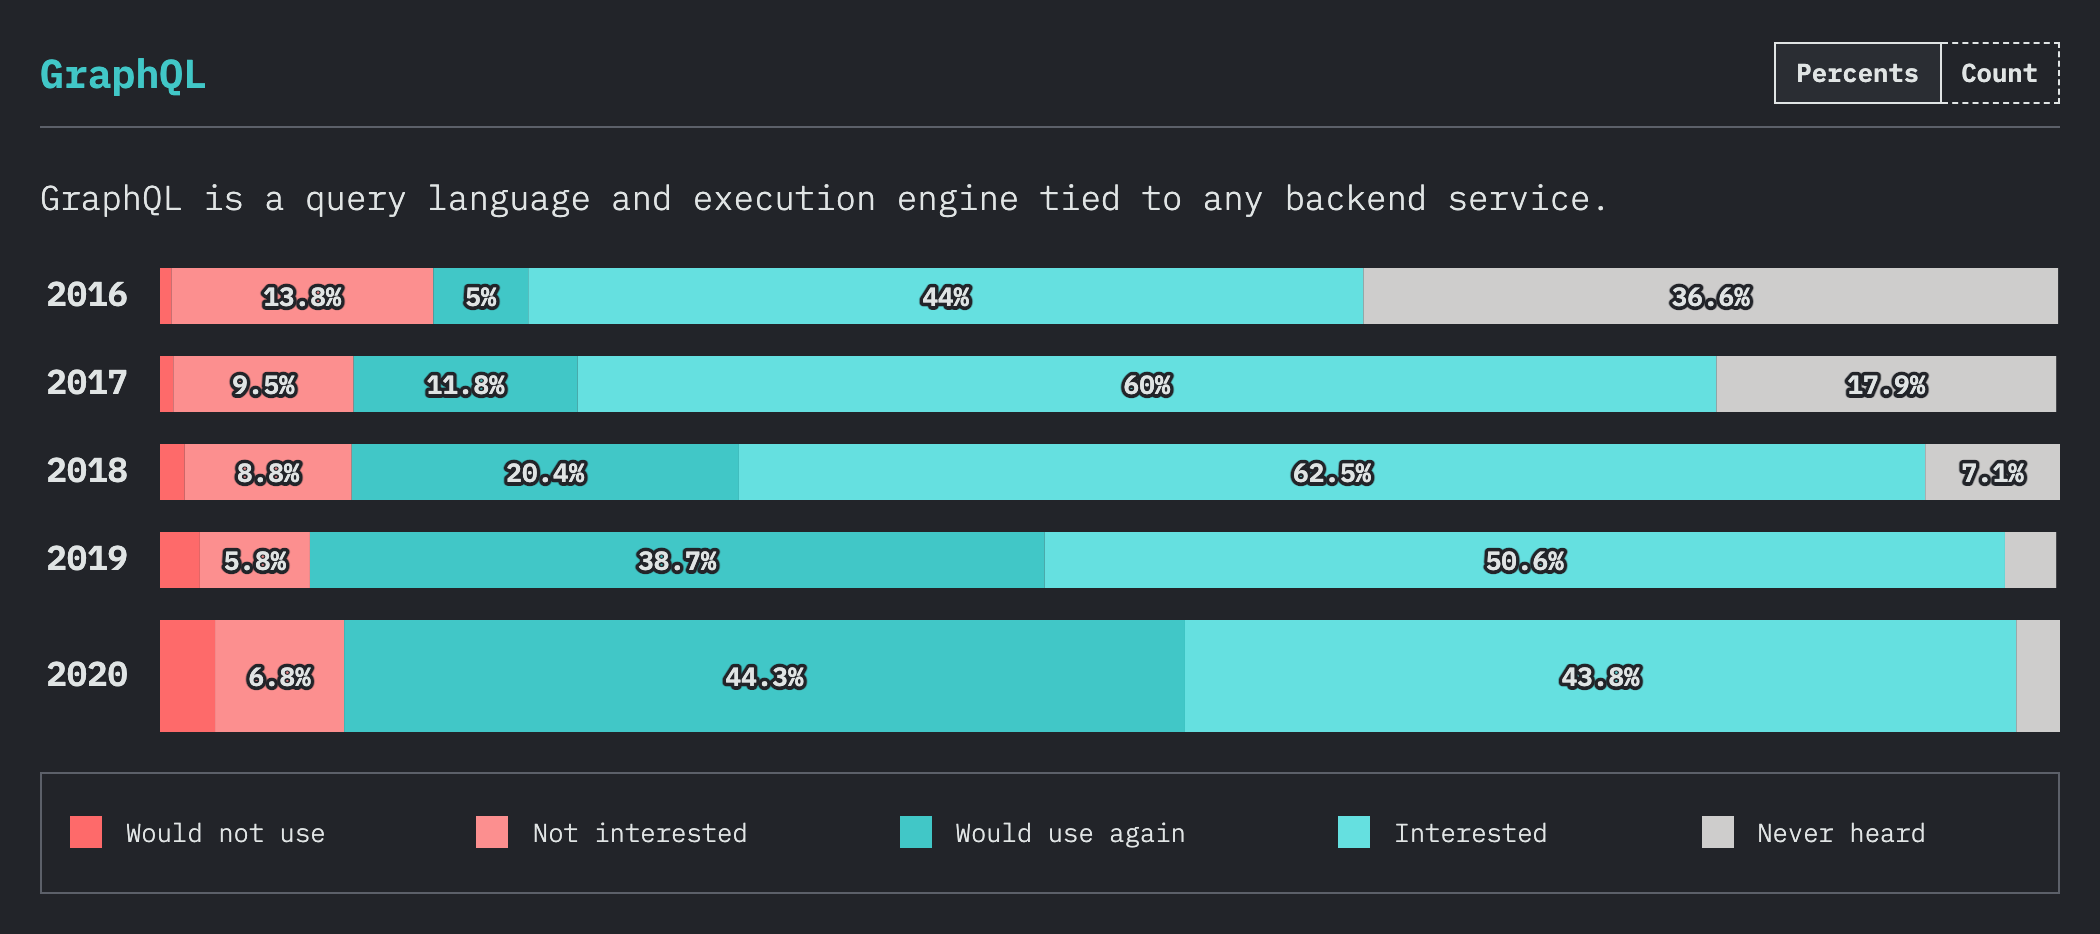 GraphQL
Percents Count
GraphQL is a query language and execution engine tied to any backend service.
2016 13.8% 5% 44% 36.6%
2017 9.5% 11.8% 60% 17.9%
2018 8.8% 20.4% 62.5% 7.1%
2019 5.8% 38.7% 50.6%
2020 6.8% 44.3% 43.8%
Would not use Not interested Would use again Interested Never heard